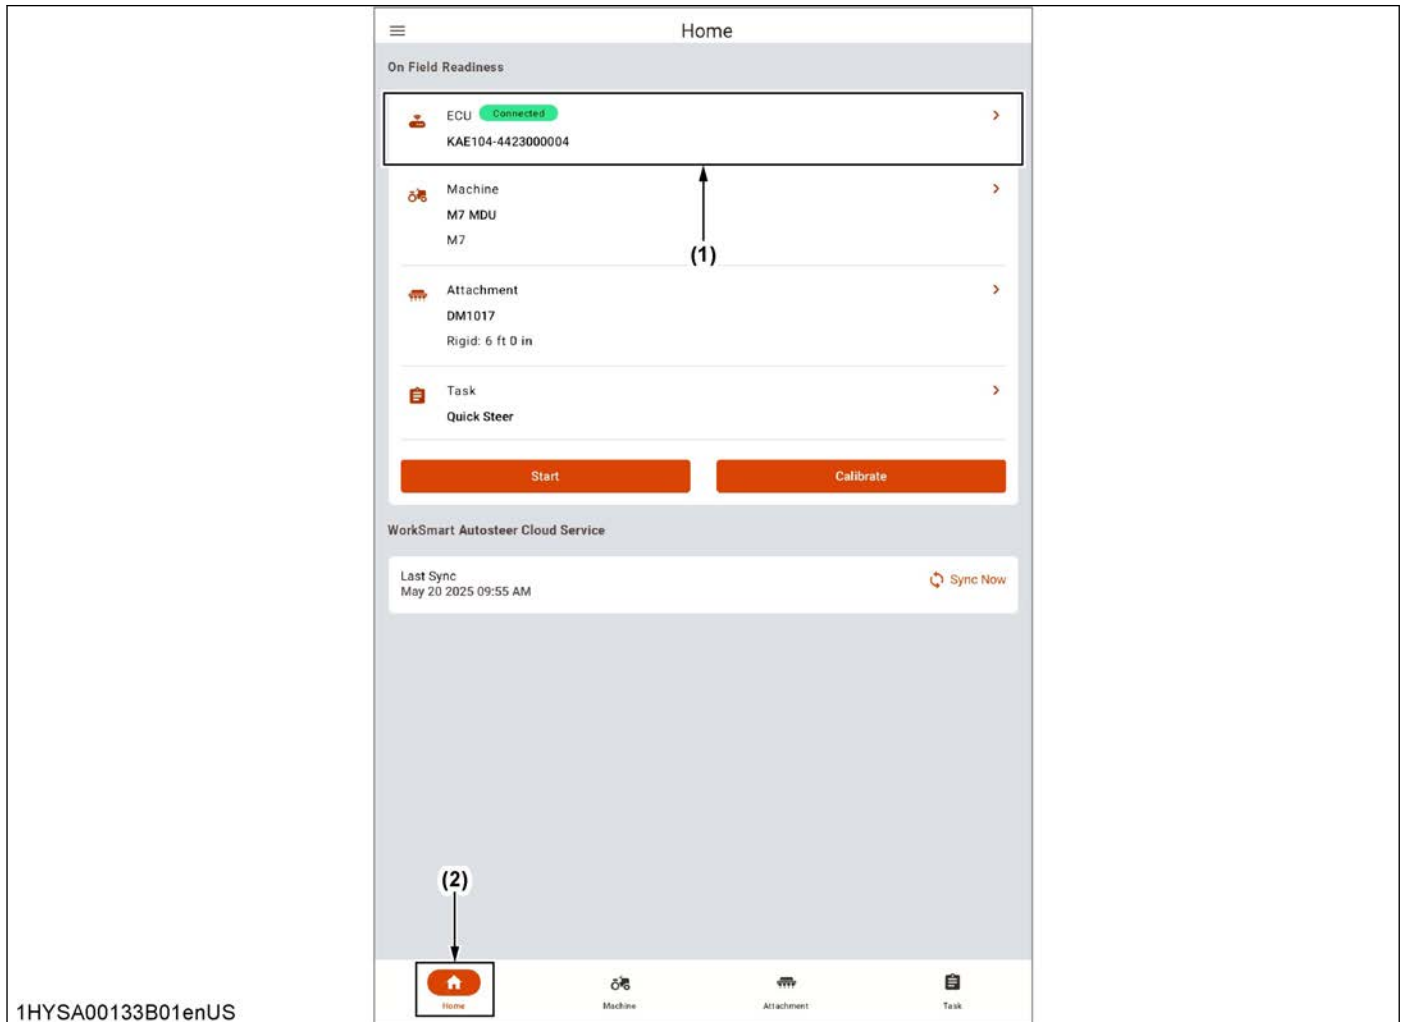 Home
On Field Readiness
ECU Connected
KAE104-4423000004
Machine
M7 MDU
M7
(1)
Attachment
DM1017
Rigid: 6 ft 0 in
Task
Quick Steer
Start Calibrate
WorkSmart Autosteer Cloud Service
Last Sync
May 20 2025 09:55 AM
Sync Now
(2)
Home Machine Attachment Task
1HYSA00133B01enUS